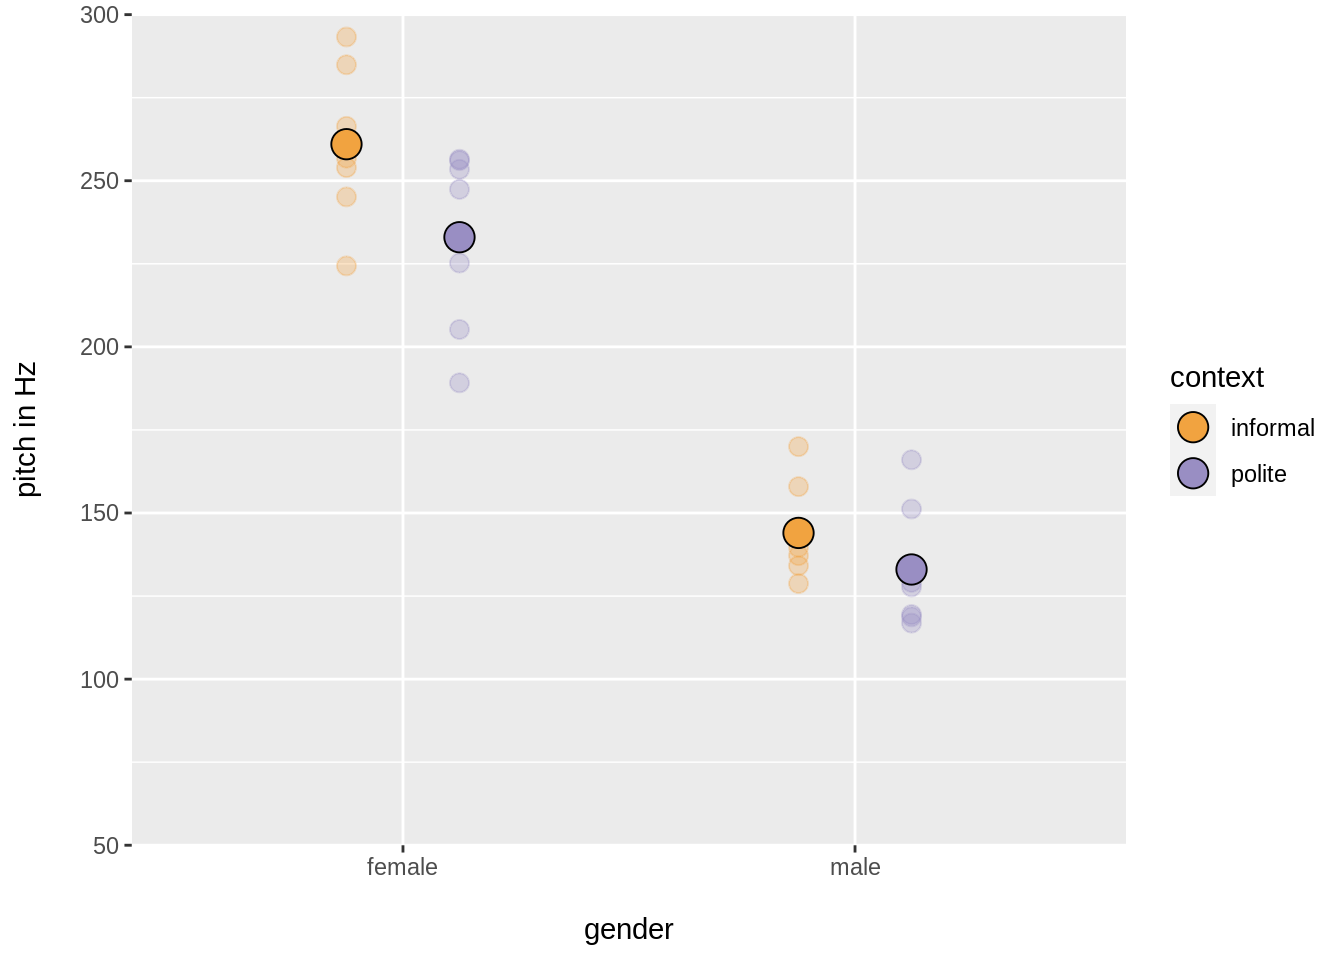 300
250
200
150
100
50
pitch in Hz
female
male
gender
context
informal
polite